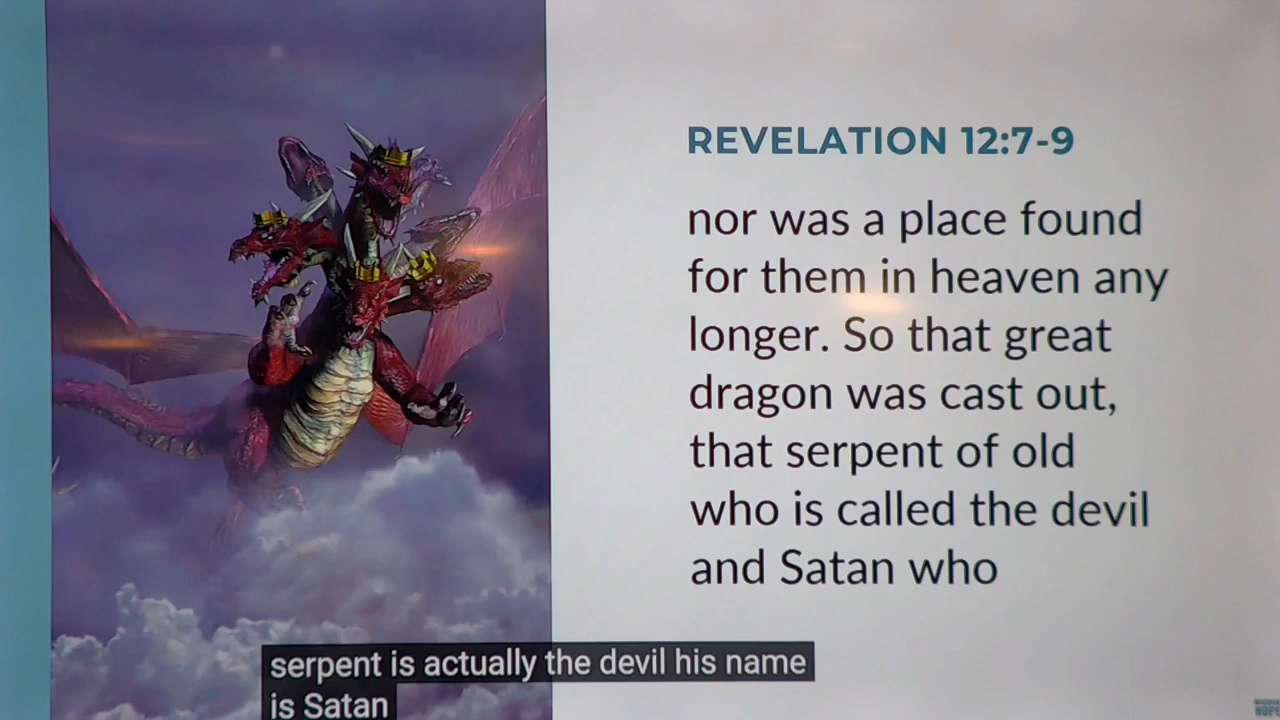 REVELATION 12:7-9
nor was a place found
for them in heaven any
longer. So that great
dragon was cast out,
that serpent of old
who is called the devil
and Satan who
serpent is actually the devil his name
is Satan